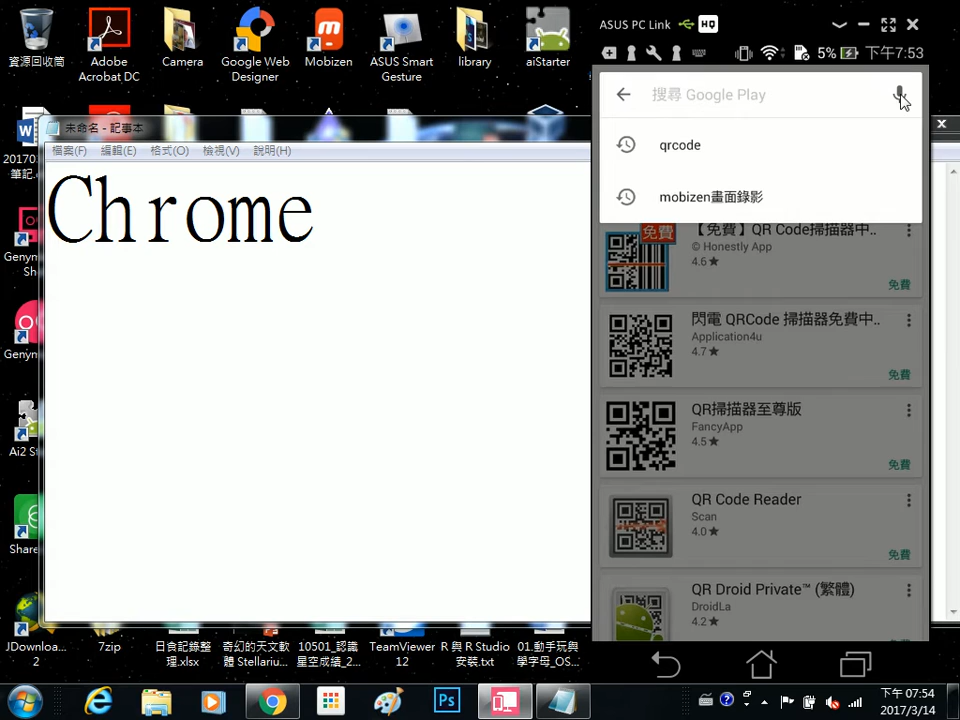 資源回收筒
Adobe Acrobat DC
Camera
Google Web Designer
Mobizen
ASUS Smart Gesture
library
aiStarter
ASUS PC Link
HQ
5%
下午7:53
搜尋 Google Play
qrcode
mobizen畫面錄影
【免費】QR Code掃描器中..
© Honestly App
4.6★
免費
閃電 QRCode 掃描器免費中..
Application4u
4.7★
免費
QR掃描器至尊版
FancyApp
4.5★
免費
QR Code Reader
Scan
4.0★
免費
QR Droid Private™ (繁體)
DroidLa
4.2★
未命名 - 記事本
檔案(F)
編輯(E)
格式(O)
檢視(V)
說明(H)
Chrome
JDownloa... 2
7zip
日食記錄整理.xlsx
奇幻的天文軟體 Stellariu...
10501_認識星空成績_2...
TeamViewer 12
R 與 R Studio 安裝.txt
01.動手玩與學字母_OS...
下午 07:54
2017/3/14